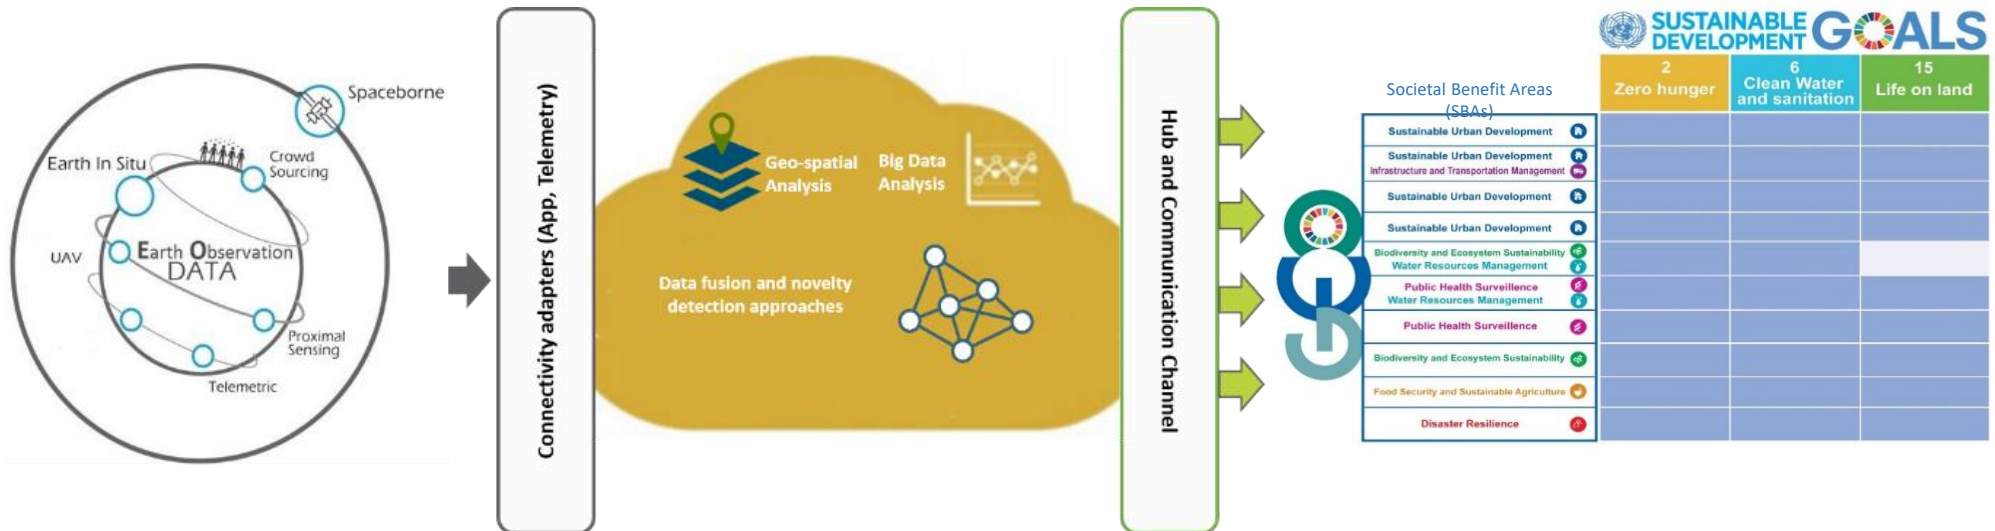 Spaceborne
Earth In Situ
Crowd
Sourcing
UAV
Earth Observation
DATA
Proximal
Sensing
Telemetric
Connectivity adapters (App, Telemetry)
Geo-spatial
Analysis
Big Data
Analysis
Data fusion and novelty
detection approaches
Hub and Communication Channel
Societal Benefit Areas
(SBAs)
Sustainable Urban Development
Sustainable Urban Development
Infrastructure and Transportation Management
Sustainable Urban Development
Sustainable Urban Development
Biodiversity and Ecosystem Sustainability
Water Resources Management
Public Health Surveillence
Water Resources Management
Public Health Surveillence
Biodiversity and Ecosystem Sustainability
Food Security and Sustainable Agriculture
Disaster Resilience
SUSTAINABLE
DEVELOPMENT
GOALS
2
Zero hunger
6
Clean Water
and sanitation
15
Life on land